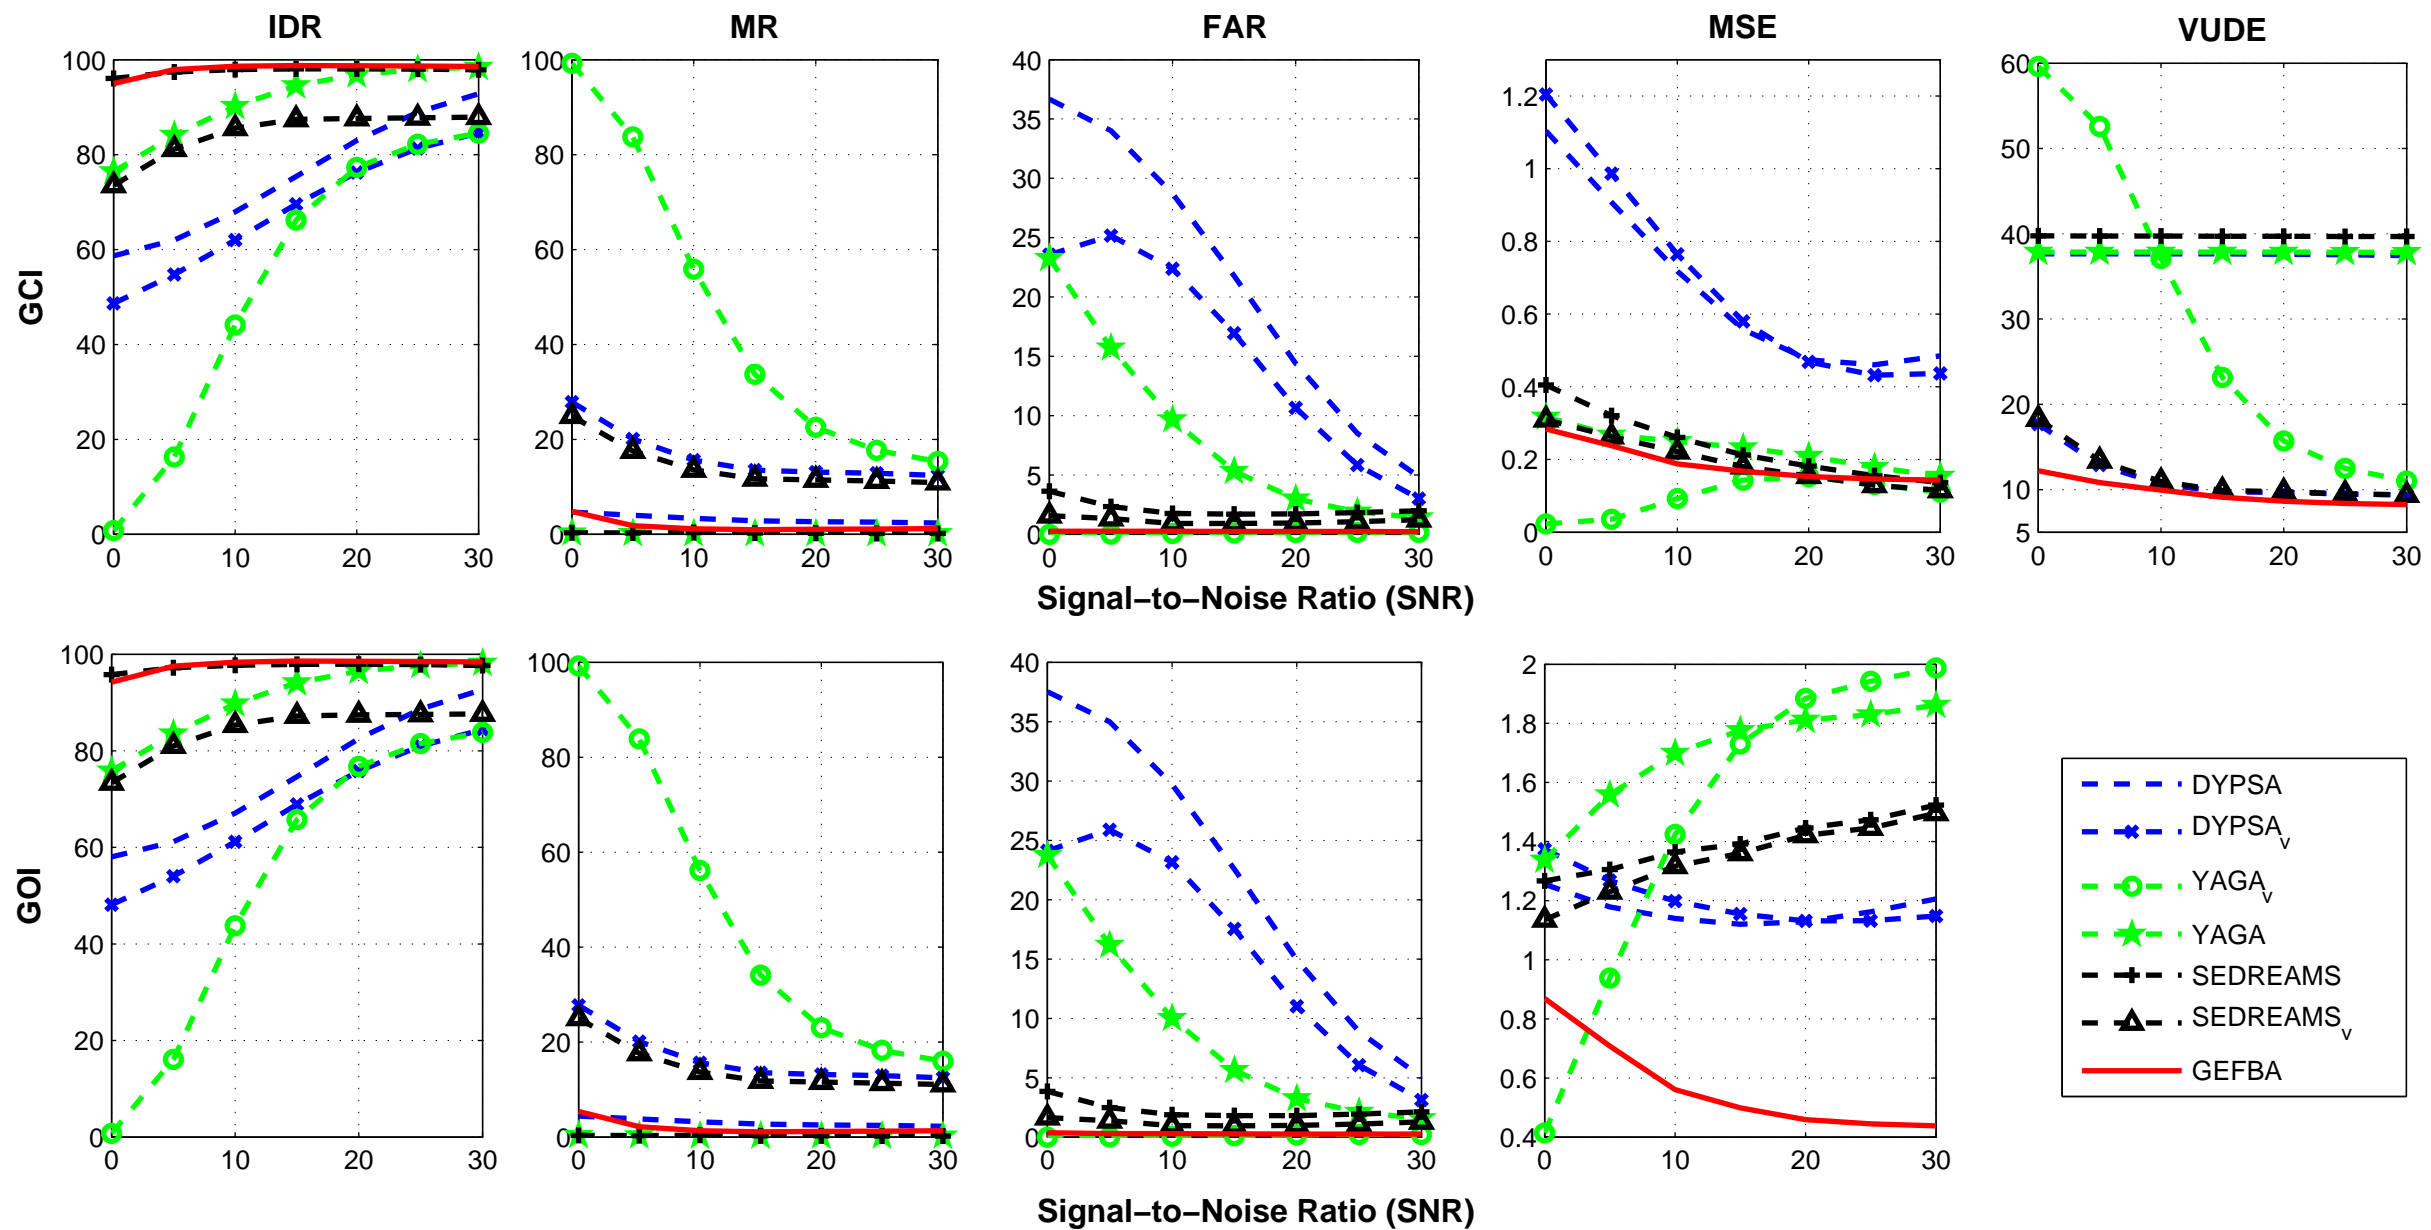 IDR MR FAR MSE VUDE
100 80 60 40 20 0
0 10 20 30
GCI
100 80 60 40 20 0
0 10 20 30
40 35 30 25 20 15 10 5 0
0 10 20 30
1.2 1 0.8 0.6 0.4 0.2 0
0 10 20 30
60 50 40 30 20 10 5
0 10 20 30
Signal−to−Noise Ratio (SNR)
100 80 60 40 20 0
0 10 20 30
GOI
100 80 60 40 20 0
0 10 20 30
40 35 30 25 20 15 10 5 0
0 10 20 30
2 1.8 1.6 1.4 1.2 1 0.8 0.6 0.4
0 10 20 30
DYPSA
DYPSAv
YAGAv
YAGA
SEDREAMS
SEDREAMSv
GEFBA
Signal−to−Noise Ratio (SNR)